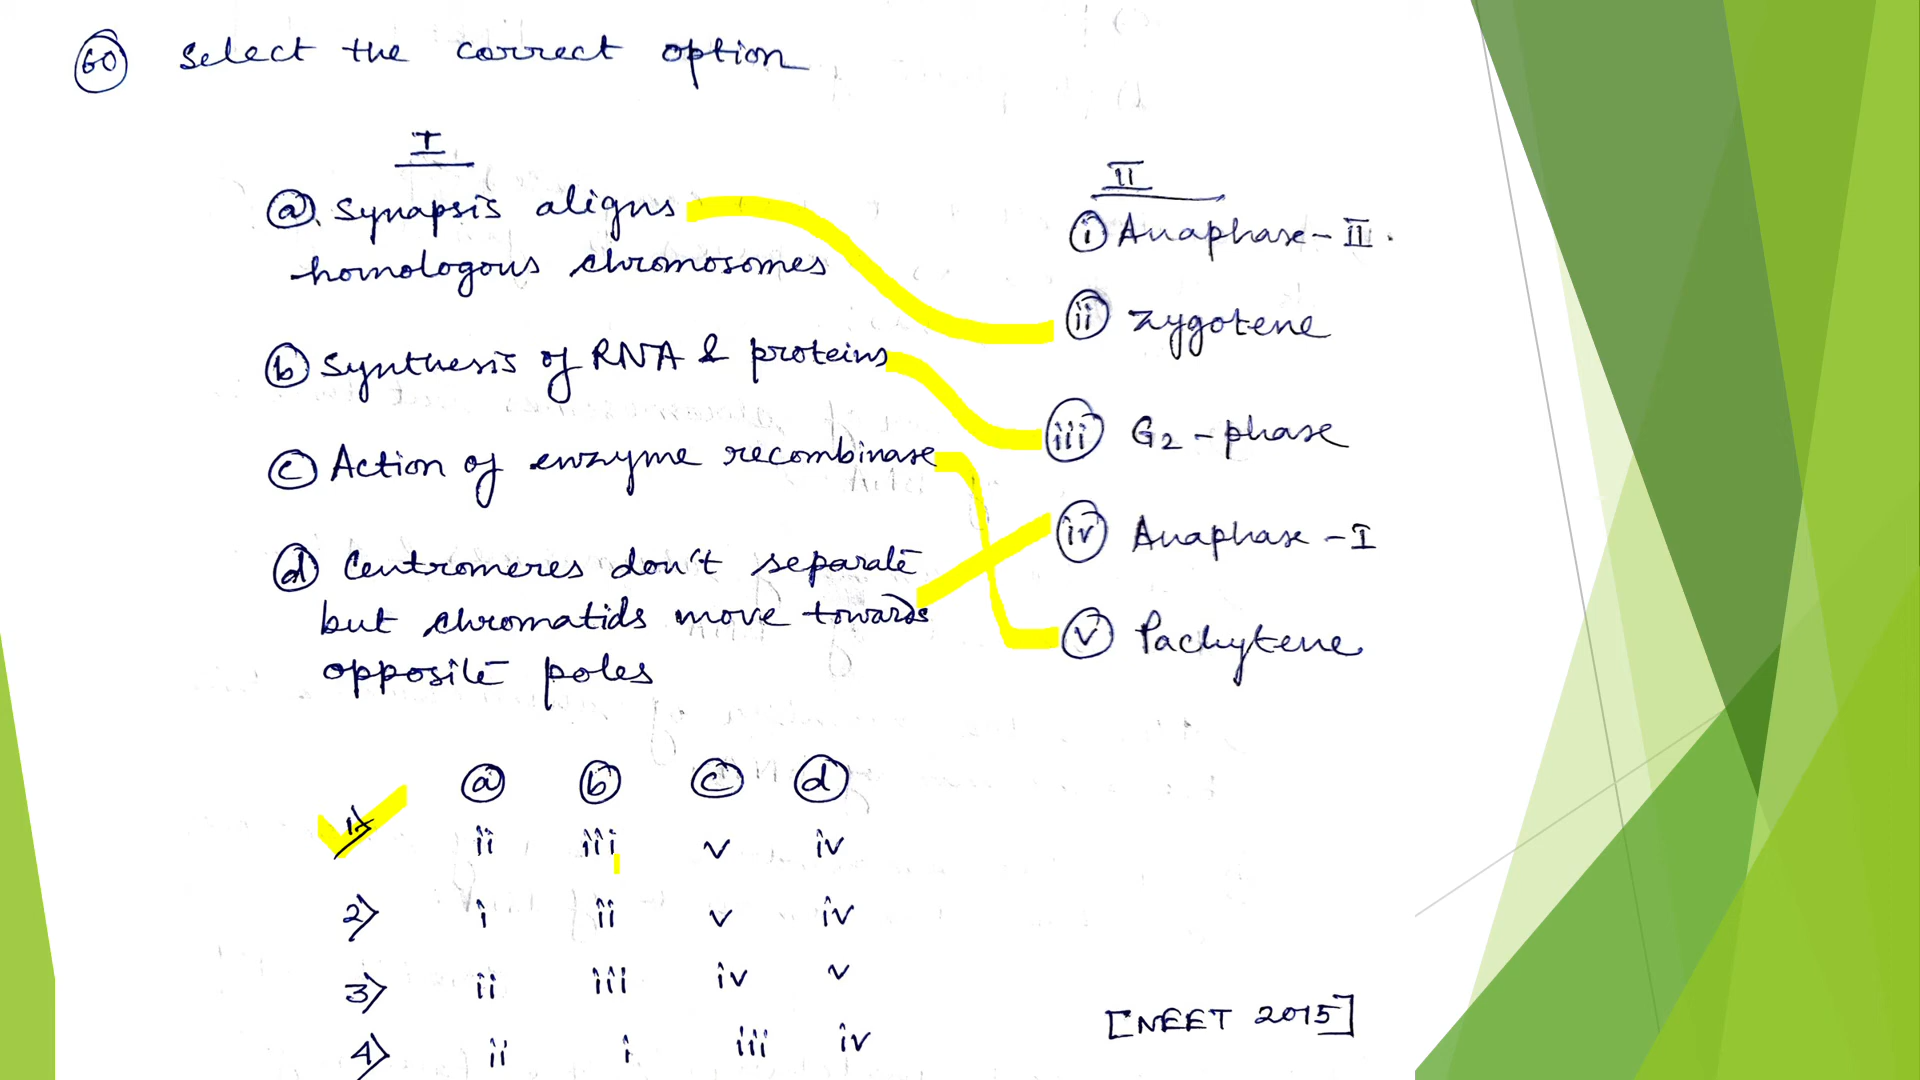 60 Select the correct option
I
II
a. Synapsis aligns
homologous chromosomes
i Anaphase-II.
ii Zygotene
b Synthesis of RNA & proteins
iii G2-phase
c Action of enzyme recombinase
iv Anaphase-I
d Centromeres don't separate
but chromatids move towards
opposite poles
v Pachytene
a b c d
1) ii iii v iv
2) i ii v iv
3) ii iii iv v
4) ii i iii iv
[NEET 2015]